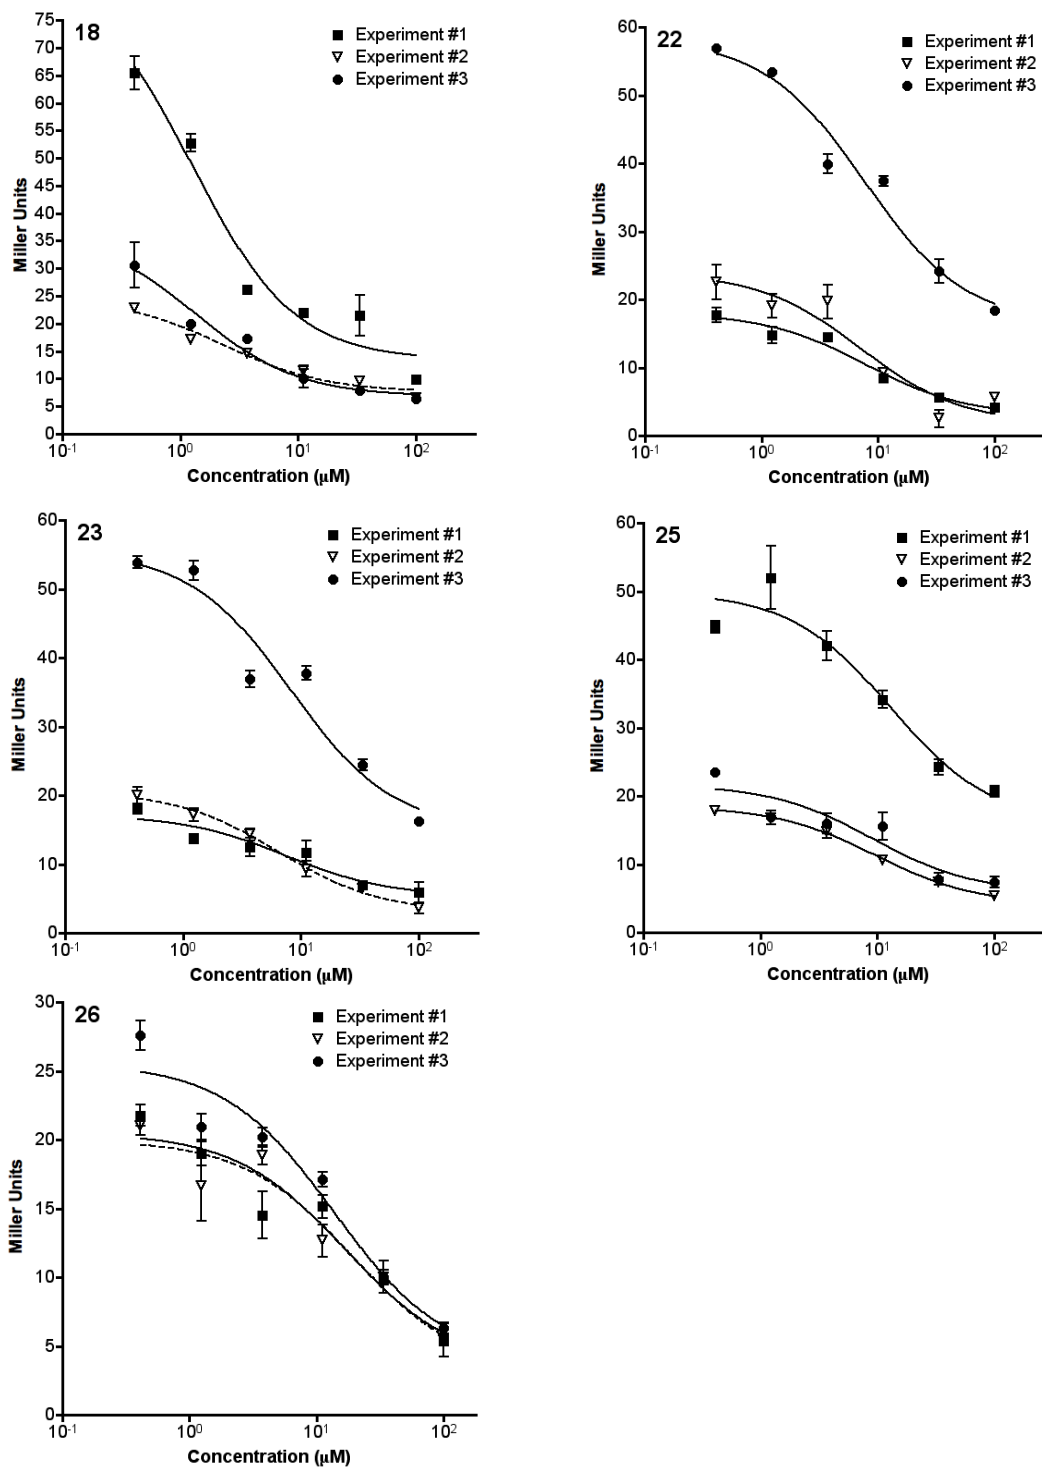 18
Experiment #1
Experiment #2
Experiment #3
75
70
65
60
55
50
45
40
35
30
25
20
15
10
5
0
Miller Units
10-1 100 101 102
Concentration (µM)
22
Experiment #1
Experiment #2
Experiment #3
60
50
40
30
20
10
0
Miller Units
10-1 100 101 102
Concentration (µM)
23
Experiment #1
Experiment #2
Experiment #3
60
50
40
30
20
10
0
Miller Units
10-1 100 101 102
Concentration (µM)
25
Experiment #1
Experiment #2
Experiment #3
60
50
40
30
20
10
0
Miller Units
10-1 100 101 102
Concentration (µM)
26
Experiment #1
Experiment #2
Experiment #3
30
25
20
15
10
5
0
Miller Units
10-1 100 101 102
Concentration (µM)